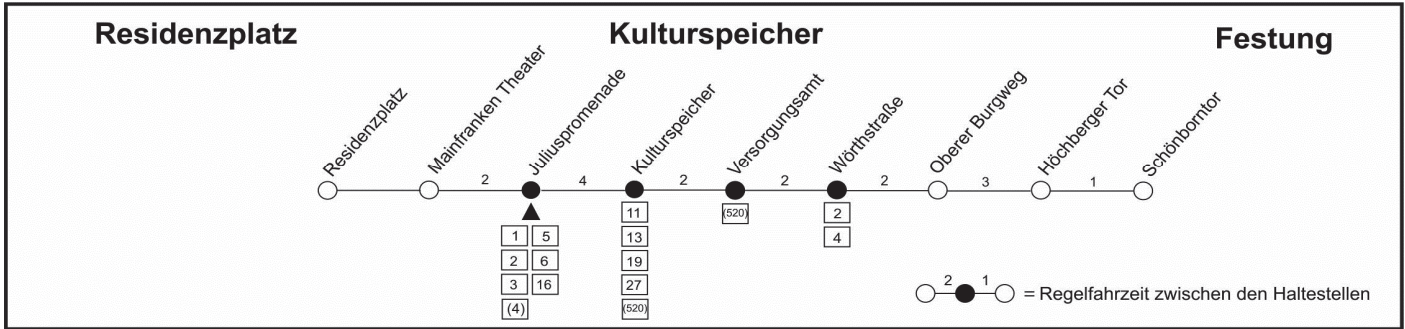 Residenzplatz
Kulturspeicher
Festung
Residenzplatz
Mainfranken Theater
Juliuspromenade
Kulturspeicher
Versorgungsamt
Wörthstraße
Oberer Burgweg
Höchberger Tor
Schönborntor
2 4 2 2 2 3 1
1 5 11 (520) 2
2 6 13 4
3 16 19
(4) 27
(520)
2 1
= Regelfahrzeit zwischen den Haltestellen